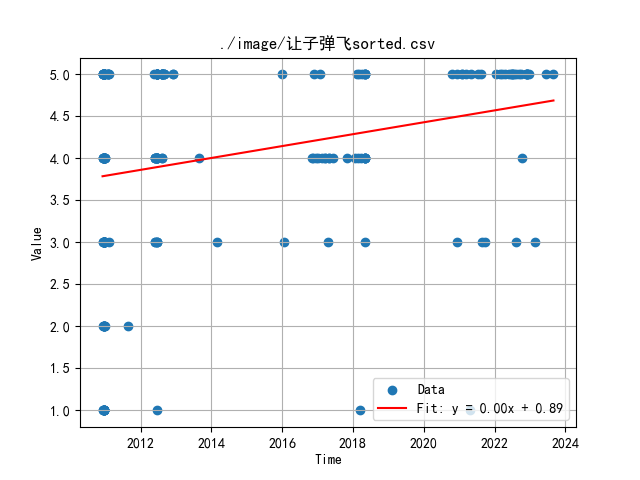 ./image/让子弹飞sorted.csv
5.0
4.5
4.0
3.5
3.0
2.5
2.0
1.5
1.0
Value
Data
Fit: y = 0.00x + 0.89
2012 2014 2016 2018 2020 2022 2024
Time